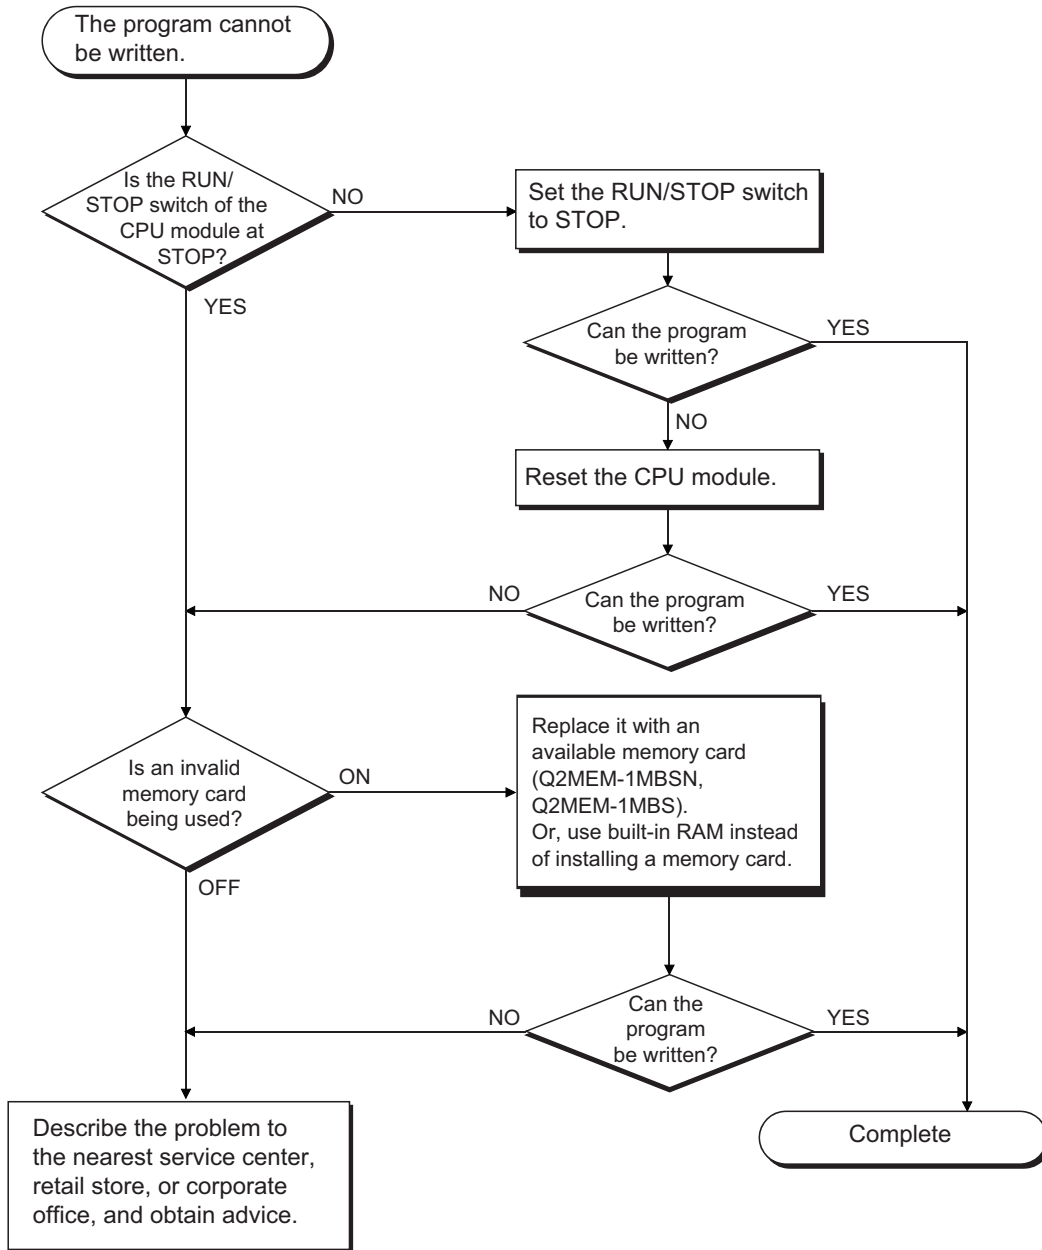 The program cannot
be written.
Is the RUN/
STOP switch of the
CPU module at
STOP?
NO
Set the RUN/STOP switch
to STOP.
YES
Can the program
be written?
YES
NO
Reset the CPU module.
NO
Can the program
be written?
YES
Is an invalid
memory card
being used?
ON
Replace it with an
available memory card
(Q2MEM-1MBSN,
Q2MEM-1MBS).
Or, use built-in RAM instead
of installing a memory card.
OFF
NO
Can the
program
be written?
YES
Describe the problem to
the nearest service center,
retail store, or corporate
office, and obtain advice.
Complete